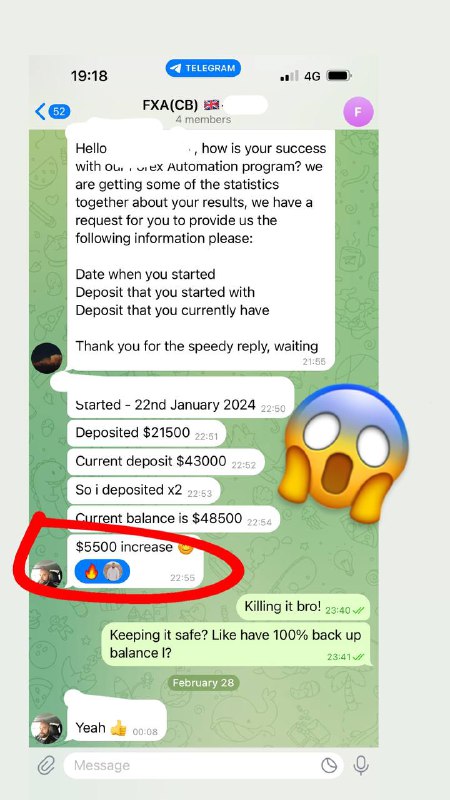 19:18
TELEGRAM
4G
52
FXA(CB) 🇬🇧
4 members
F
Hello , how is your success
with our Forex Automation program? we
are getting some of the statistics
together about your results, we have a
request for you to provide us the
following information please:
Date when you started
Deposit that you started with
Deposit that you currently have
Thank you for the speedy reply, waiting
21:55
Started - 22nd January 2024 22:50
Deposited $21500 22:51
Current deposit $43000 22:52
So i deposited x2 22:53
Current balance is $48500 22:54
$5500 increase 😊
🔥 22:55
Killing it bro! 23:40
Keeping it safe? Like have 100% back up
balance l?
23:41
February 28
Yeah 👍 00:08
Message